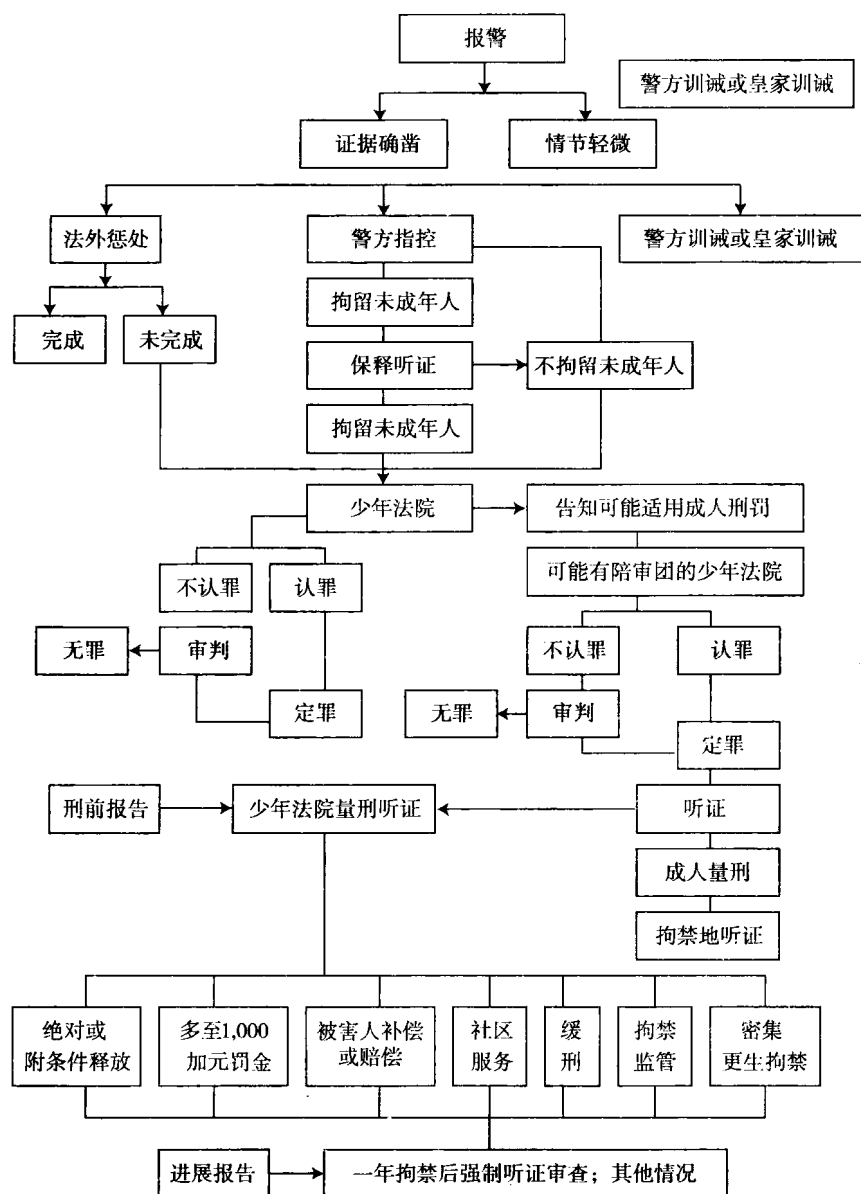 报警
警方训诫或皇家训诫
证据确凿
情节轻微
法外惩处
警方指控
警方训诫或皇家训诫
拘留未成年人
完成
未完成
保释听证
不拘留未成年人
拘留未成年人
少年法院
告知可能适用成人刑罚
不认罪
认罪
可能有陪审团的少年法院
无罪
审判
不认罪
认罪
定罪
无罪
审判
定罪
刑前报告
少年法院量刑听证
听证
成人量刑
拘禁地听证
绝对或
附条件释放
多至1,000
加元罚金
被害人补偿
或赔偿
社区
服务
缓
刑
拘禁
监管
密集
更生拘禁
进展报告
一年拘禁后强制听证审查；其他情况